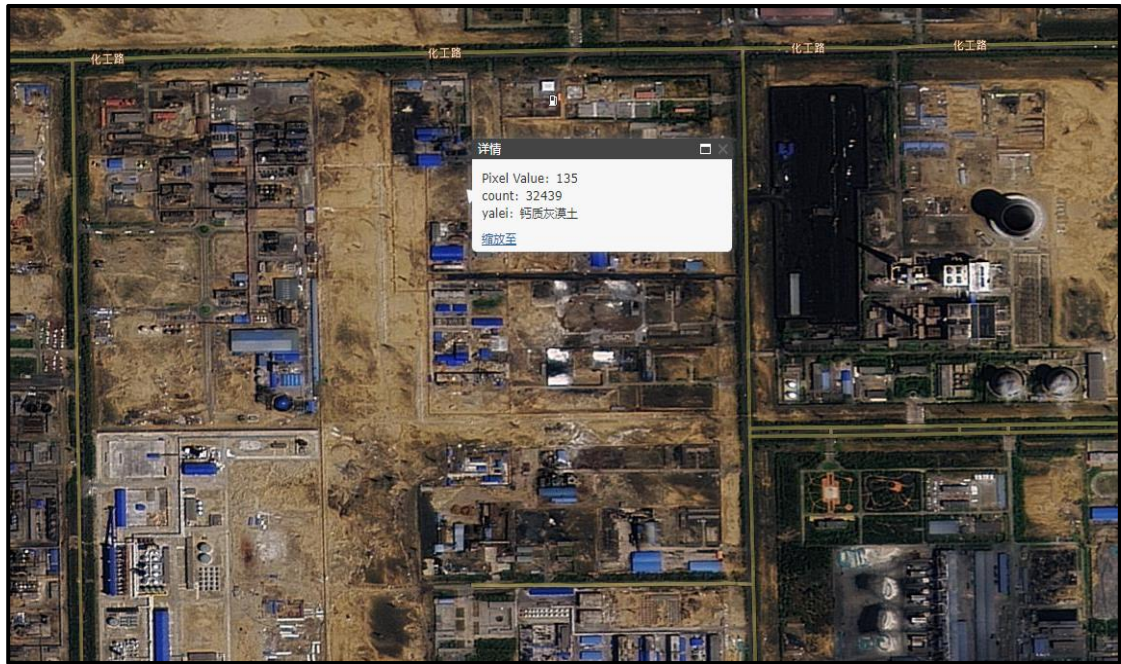 化工路
化工路
化工路
化工路
详情
Pixel Value: 135
count: 32439
yalei: 钙质灰漠土
缩放至